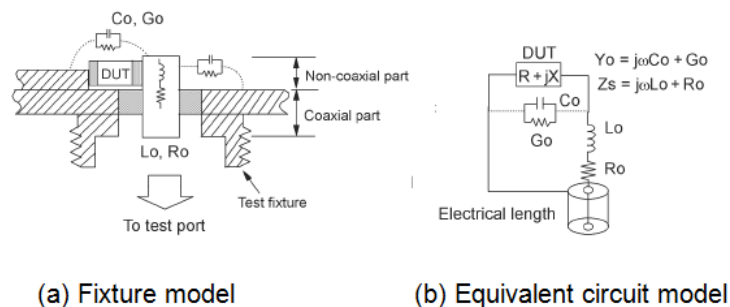 Co, Go
DUT
Non-coaxial part
Coaxial part
Lo, Ro
Test fixture
To test port
(a) Fixture model
DUT
R + jX
Yo = jωCo + Go
Zs = jωLo + Ro
Co
Go
Lo
Ro
Electrical length
(b) Equivalent circuit model